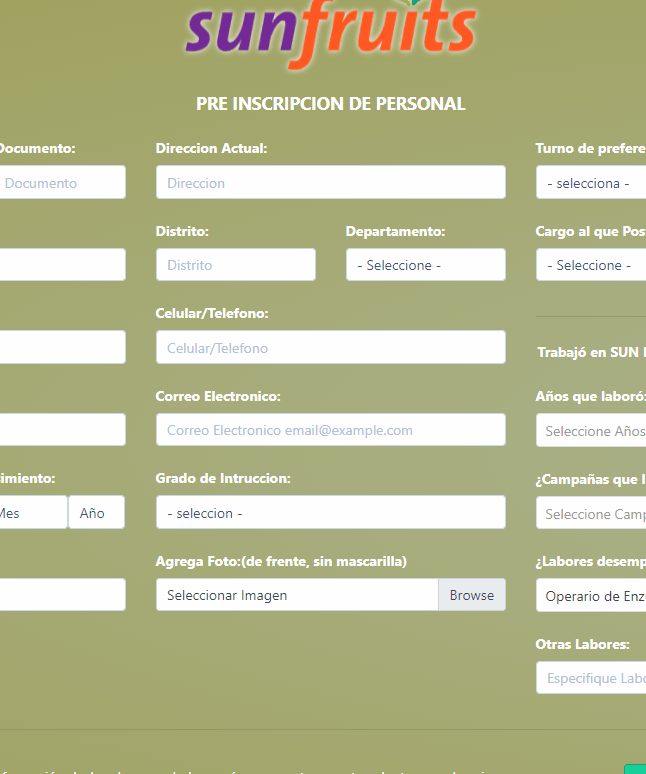 sunfruits
PRE INSCRIPCION DE PERSONAL
Documento:
Documento
Direccion Actual:
Direccion
Turno de prefere
- selecciona -
Distrito:
Distrito
Departamento:
- Seleccione -
Cargo al que Pos
- Seleccione -
Celular/Telefono:
Celular/Telefono
Trabajó en SUN
Correo Electronico:
Correo Electronico email@example.com
Años que laboró:
Seleccione Años
cimiento:
Mes
Año
Grado de Intruccion:
- seleccion -
¿Campañas que l
Seleccione Camp
Agrega Foto:(de frente, sin mascarilla)
Seleccionar Imagen
Browse
¿Labores desemp
Operario de Enz
Otras Labores:
Especifique Labo